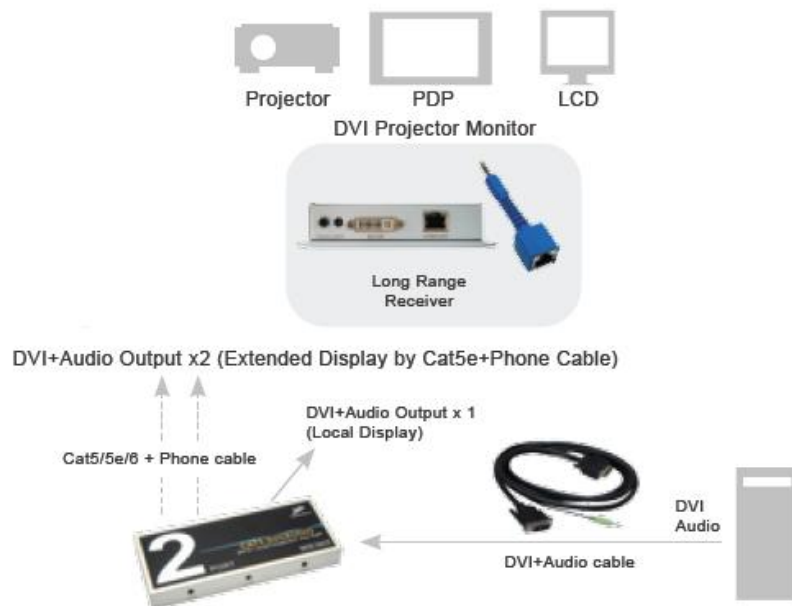 Projector
PDP
LCD
DVI Projector Monitor
Long Range
Receiver
DVI+Audio Output x2 (Extended Display by Cat5e+Phone Cable)
DVI+Audio Output x 1
(Local Display)
Cat5/5e/6 + Phone cable
DVI
Audio
DVI+Audio cable
2
PORT